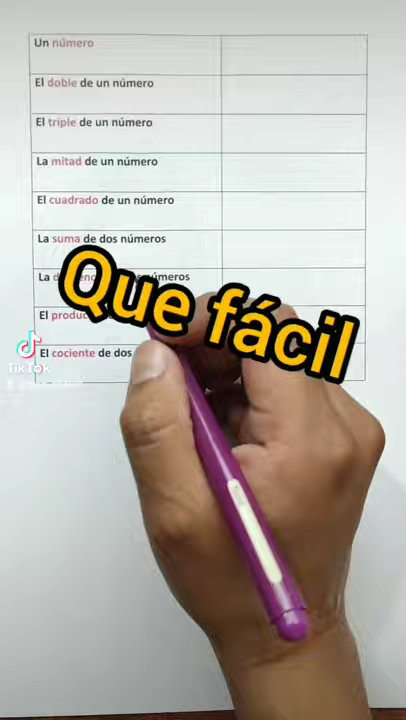 Un número
El doble de un número
El triple de un número
La mitad de un número
El cuadrado de un número
La suma de dos números
La números
El
El cociente de dos
Que fácil
TikTok